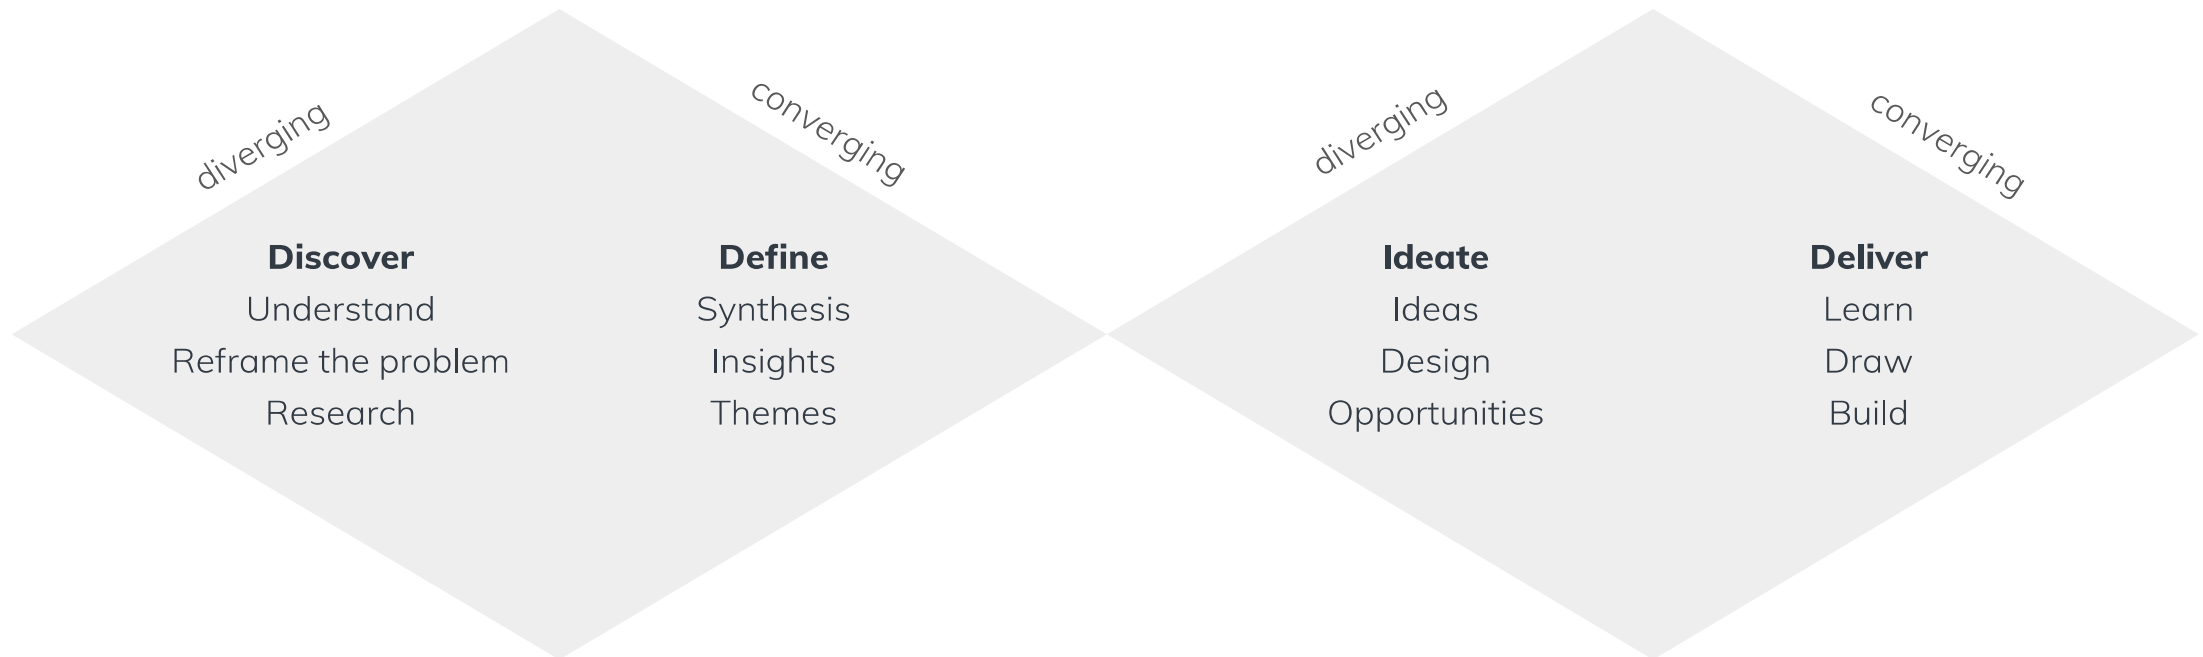 diverging
converging
Discover
Understand
Reframe the problem
Research
Define
Synthesis
Insights
Themes
diverging
converging
Ideate
Ideas
Design
Opportunities
Deliver
Learn
Draw
Build